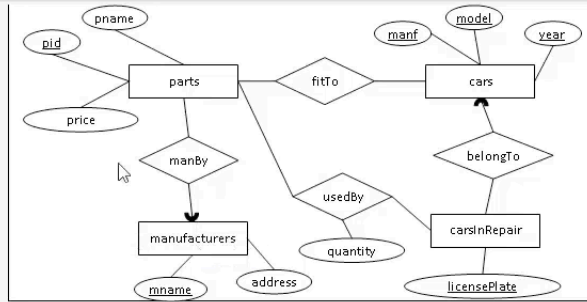 pname
model
manf
year
pid
parts
fitTo
cars
price
manBy
belongTo
usedBy
manufacturers
carsInRepair
quantity
mname
address
licensePlate